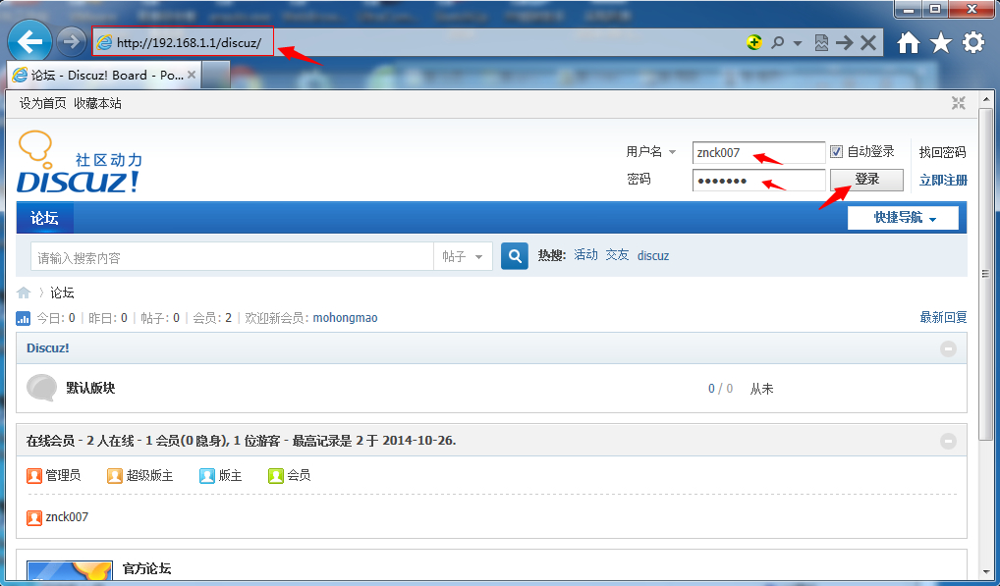 http://192.168.1.1/discuz/
论坛 - Discuz! Board - Po...
设为首页 收藏本站
社区动力
DISCUZ!
用户名 znck007 自动登录 找回密码
密码 ●●●●●●● 登录 立即注册
论坛 快捷导航
请输入搜索内容 帖子 热搜: 活动 交友 discuz
论坛
今日: 0 | 昨日: 0 | 帖子: 0 | 会员: 2 | 欢迎新会员: mohongmao 最新回复
Discuz!
默认版块 0 / 0 从未
在线会员 - 2 人在线 - 1 会员(0 隐身), 1 位游客 - 最高记录是 2 于 2014-10-26.
管理员 超级版主 版主 会员
znck007
官方论坛